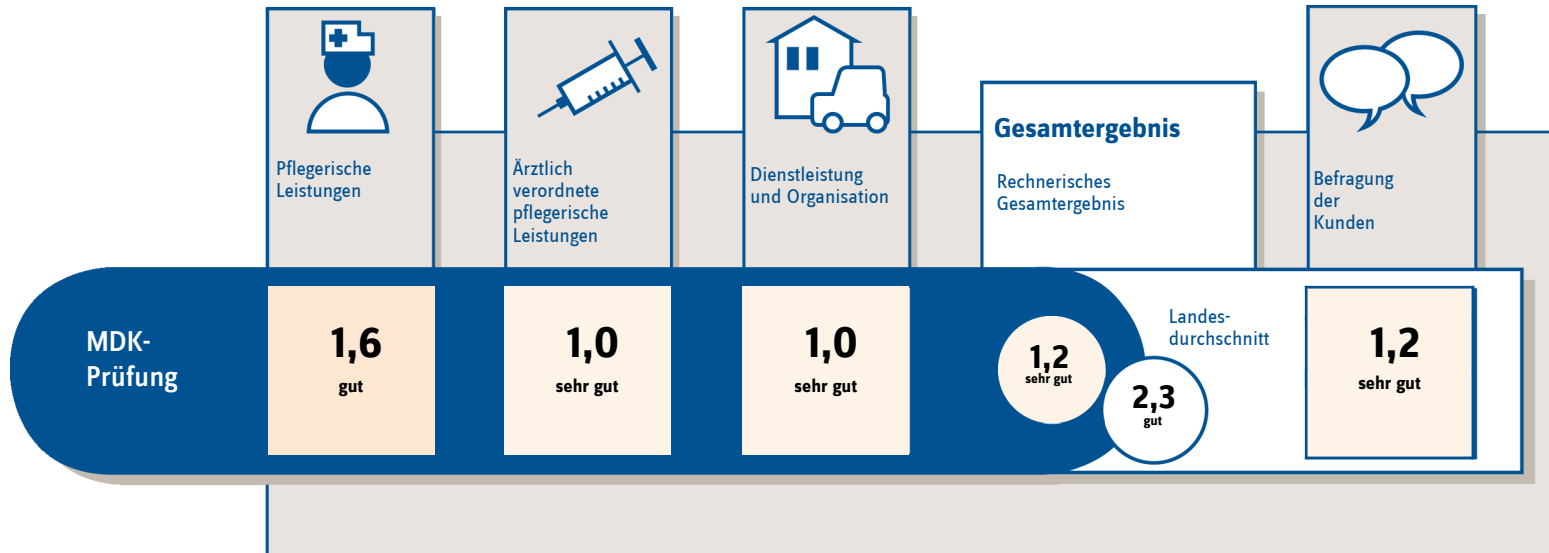 Pflegerische
Leistungen
Ärztlich
verordnete
pflegerische
Leistungen
Dienstleistung
und Organisation
Gesamtergebnis
Rechnerisches
Gesamtergebnis
Befragung
der
Kunden
MDK-
Prüfung
1,6
gut
1,0
sehr gut
1,0
sehr gut
1,2
sehr gut
Landes-
durchschnitt
2,3
gut
1,2
sehr gut